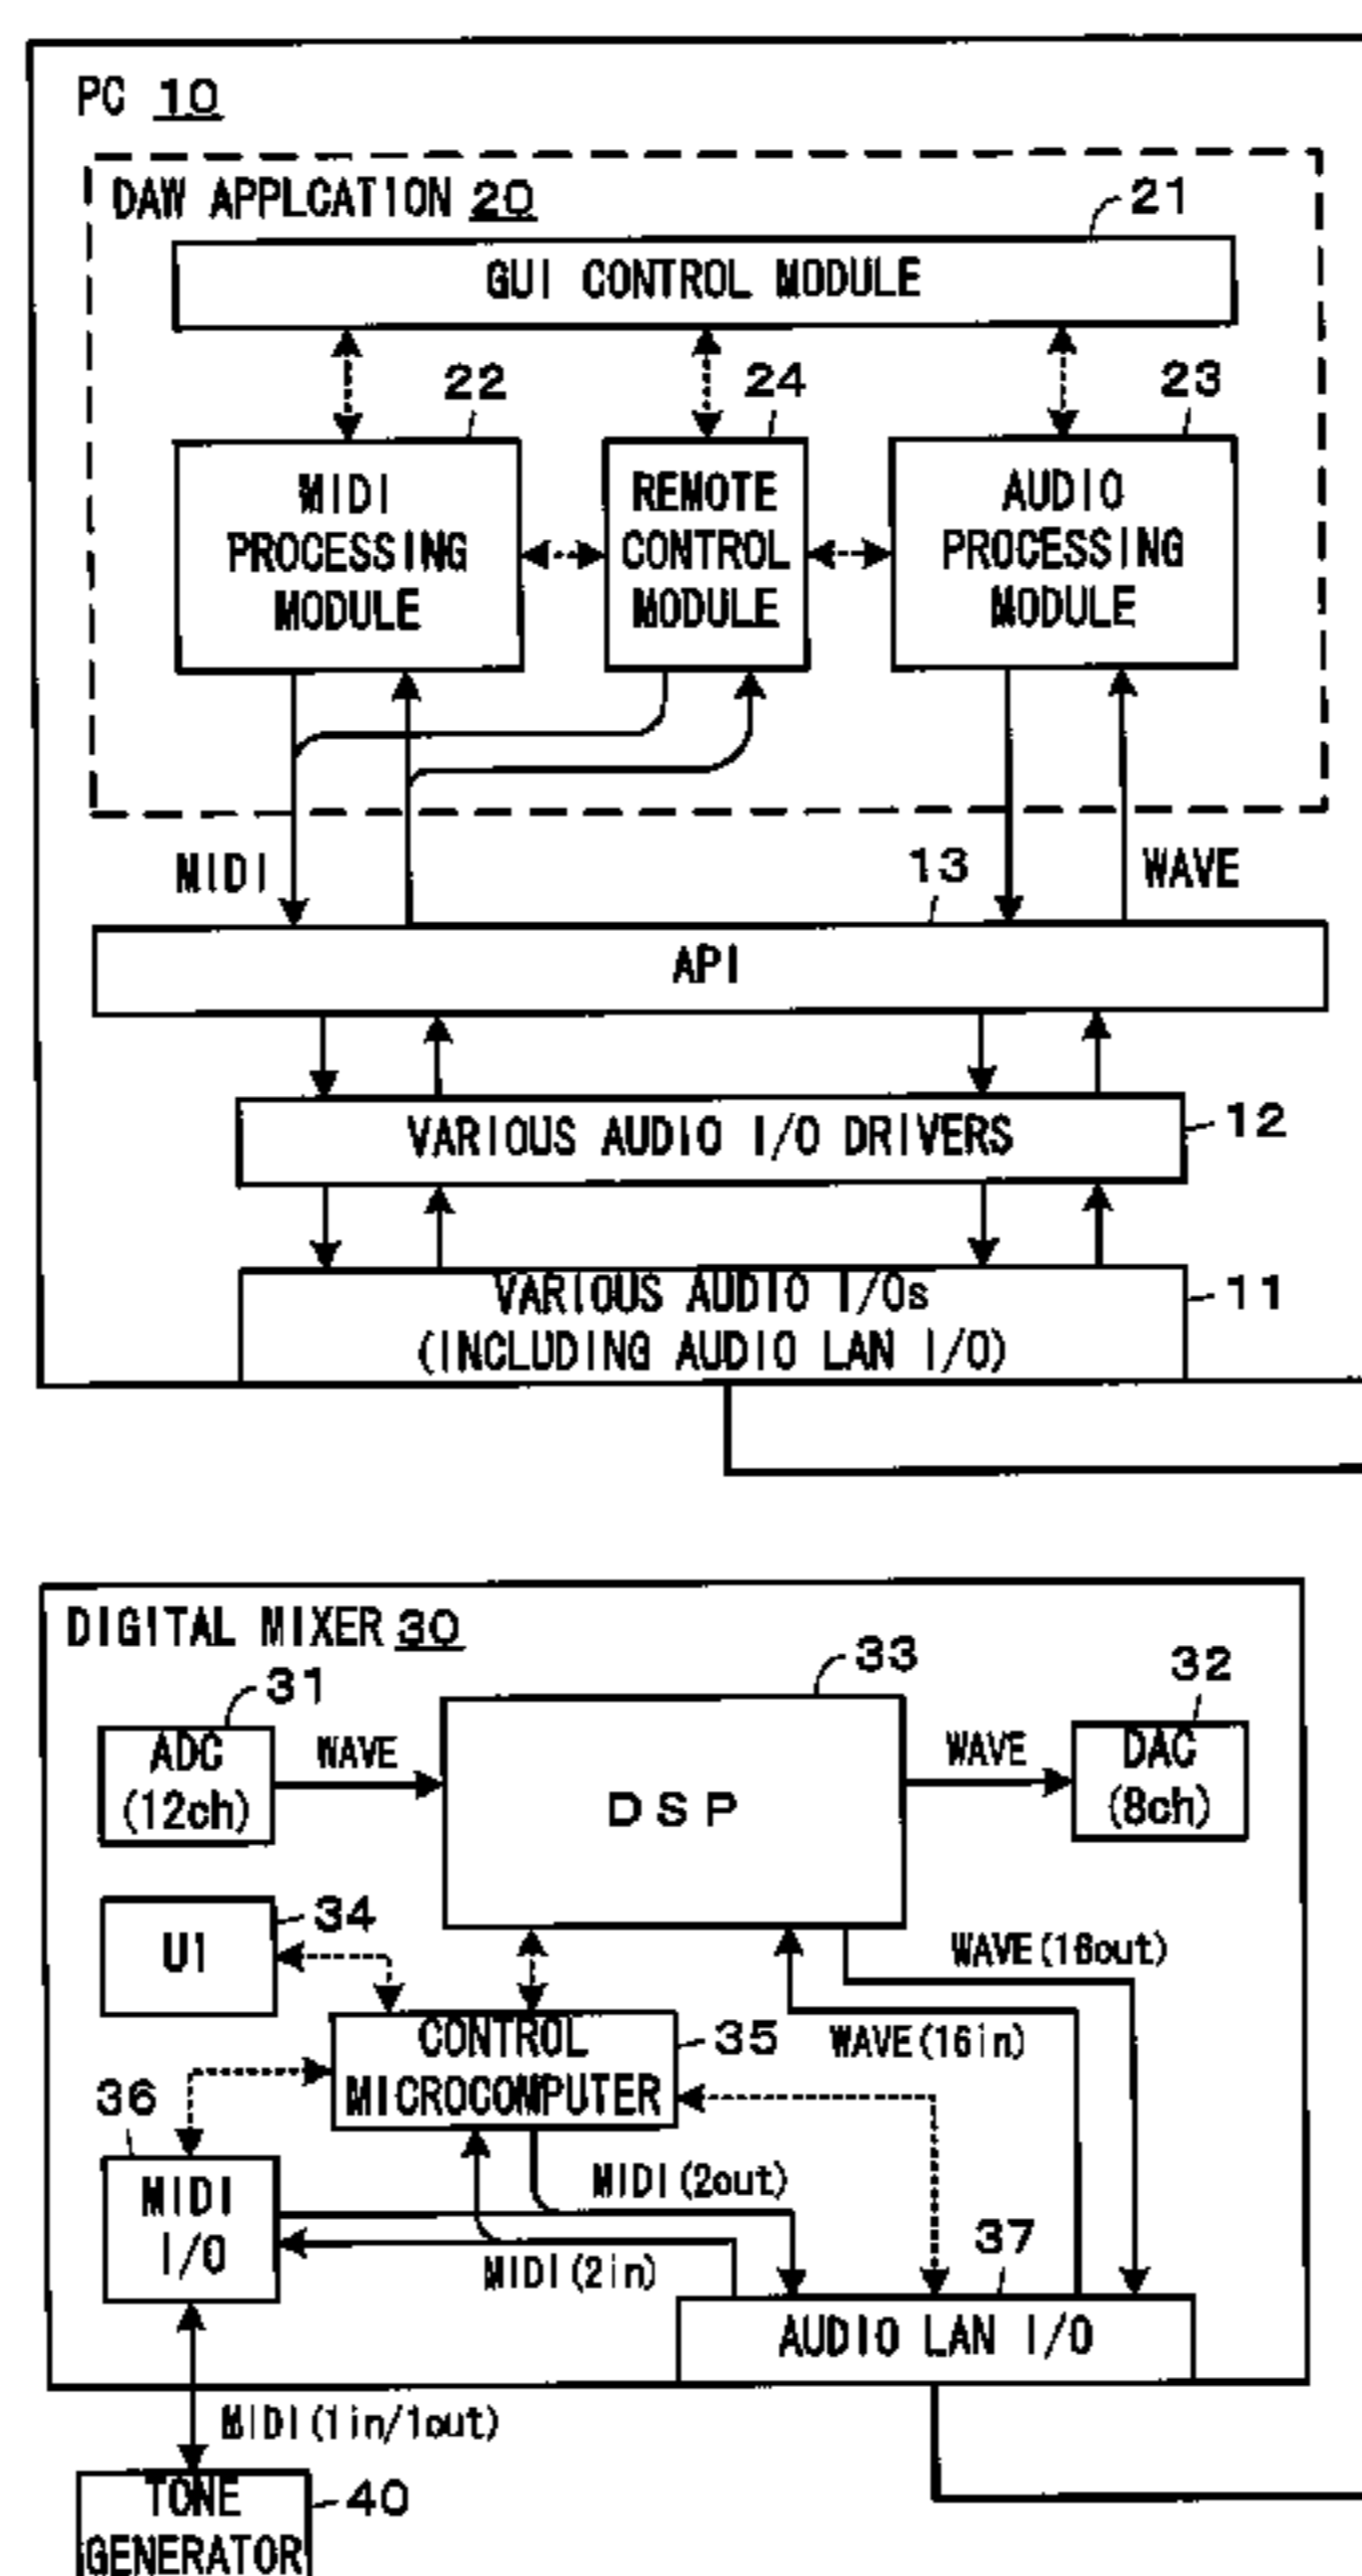 PC 10
DAW APPLCATION 20
21
GUI CONTROL MODULE
22
24
23
MIDI
PROCESSING
MODULE
REMOTE
CONTROL
MODULE
AUDIO
PROCESSING
MODULE
MIDI
13
WAVE
API
VARIOUS AUDIO I/O DRIVERS
12
VARIOUS AUDIO I/Os
(INCLUDING AUDIO LAN I/O)
11
DIGITAL MIXER 30
31
33
32
ADC
(12ch)
WAVE
DSP
WAVE
DAC
(8ch)
34
UI
WAVE(16out)
CONTROL
MICROCOMPUTER
35
WAVE(16in)
36
MIDI
I/O
MIDI(2out)
MIDI(2in)
37
AUDIO LAN I/O
MIDI(1in/1out)
TONE
GENERATOR
40